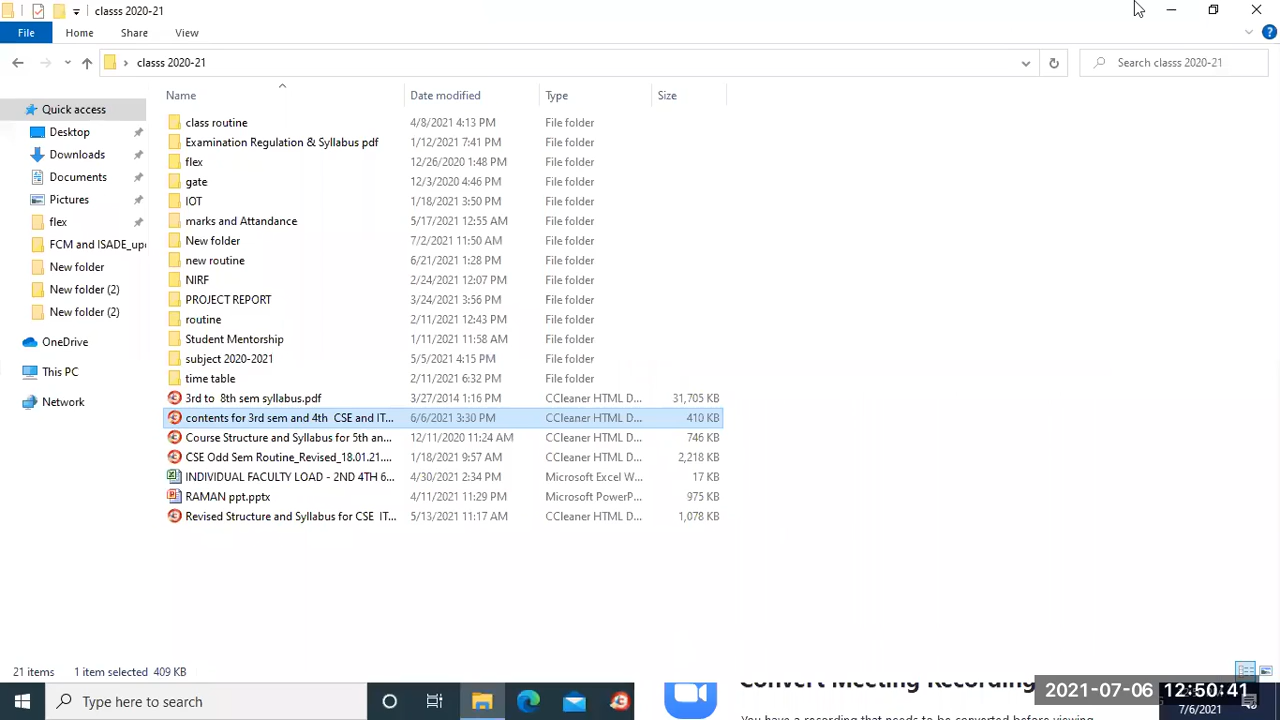 classs 2020-21
File Home Share View
classs 2020-21
Search classs 2020-21
Name Date modified Type Size
Quick access
Desktop
Downloads
Documents
Pictures
flex
FCM and ISADE_up
New folder
New folder (2)
New folder (2)
OneDrive
This PC
Network
class routine 4/8/2021 4:13 PM File folder
Examination Regulation & Syllabus pdf 1/12/2021 7:41 PM File folder
flex 12/26/2020 1:48 PM File folder
gate 12/3/2020 4:46 PM File folder
IOT 1/18/2021 3:50 PM File folder
marks and Attandance 5/17/2021 12:55 AM File folder
New folder 7/2/2021 11:50 AM File folder
new routine 6/21/2021 1:28 PM File folder
NIRF 2/24/2021 12:07 PM File folder
PROJECT REPORT 3/24/2021 3:56 PM File folder
routine 2/11/2021 12:43 PM File folder
Student Mentorship 1/11/2021 11:58 AM File folder
subject 2020-2021 5/5/2021 4:15 PM File folder
time table 2/11/2021 6:32 PM File folder
3rd to 8th sem syllabus.pdf 3/27/2014 1:16 PM CCleaner HTML D... 31,705 KB
contents for 3rd sem and 4th CSE and IT... 6/6/2021 3:30 PM CCleaner HTML D... 410 KB
Course Structure and Syllabus for 5th an... 12/11/2020 11:24 AM CCleaner HTML D... 746 KB
CSE Odd Sem Routine_Revised_18.01.21.... 1/18/2021 9:57 AM CCleaner HTML D... 2,218 KB
INDIVIDUAL FACULTY LOAD - 2ND 4TH 6... 4/30/2021 2:34 PM Microsoft Excel W... 17 KB
RAMAN ppt.pptx 4/11/2021 11:29 PM Microsoft PowerP... 975 KB
Revised Structure and Syllabus for CSE IT... 5/13/2021 11:17 AM CCleaner HTML D... 1,078 KB
21 items 1 item selected 409 KB
Type here to search
Convert Meeting Recording
You have a recording that needs to be converted before viewing
2021-07-06 12:50:41
7/6/2021